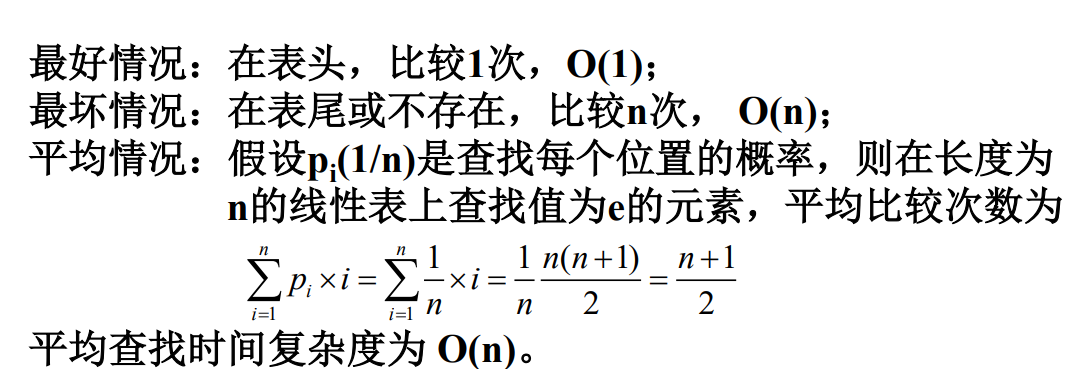 最好情况：在表头，比较1次，O(1)；
最坏情况：在表尾或不存在，比较n次， O(n)；
平均情况：假设pᵢ(1/n)是查找每个位置的概率，则在长度为
n的线性表上查找值为e的元素，平均比较次数为
\sum_{i=1}^{n} p_i \times i = \sum_{i=1}^{n} \frac{1}{n} \times i = \frac{1}{n} \frac{n(n+1)}{2} = \frac{n+1}{2}
平均查找时间复杂度为 O(n)。